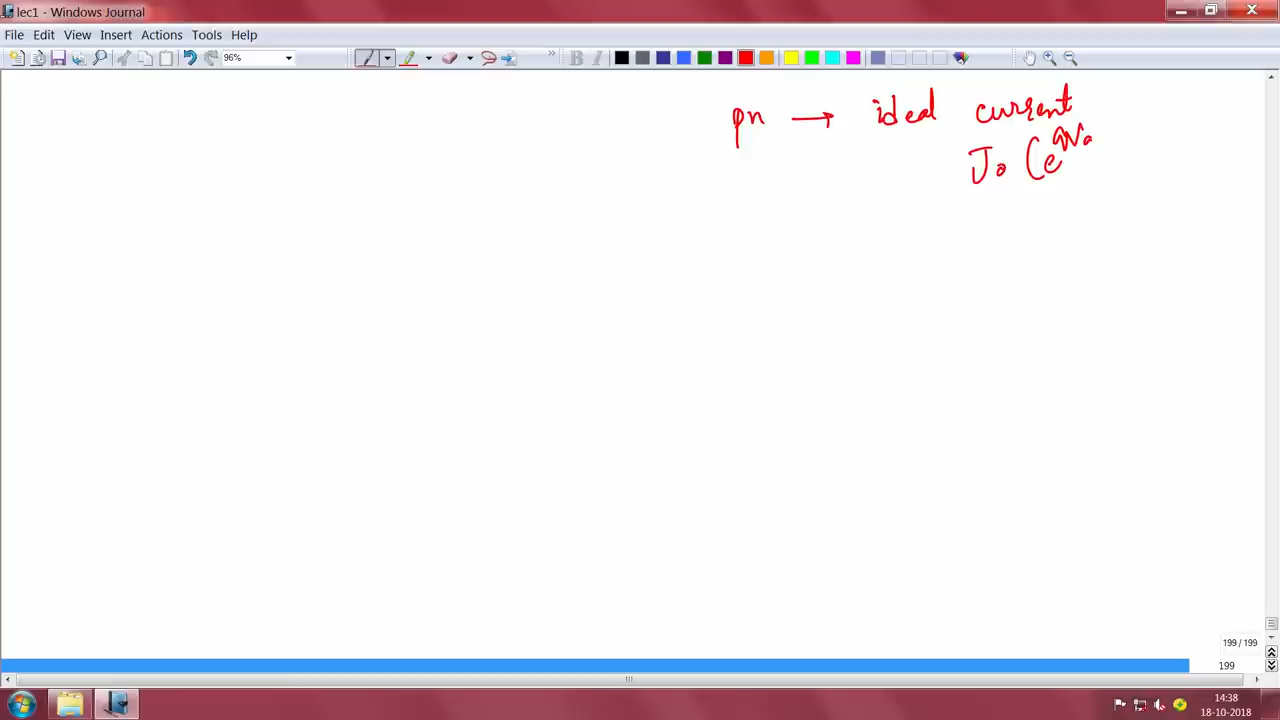 lec1 - Windows Journal
File Edit View Insert Actions Tools Help
96%
pn → ideal current
J₀ (e^qVa
199 / 199
199
14:38
18-10-2018